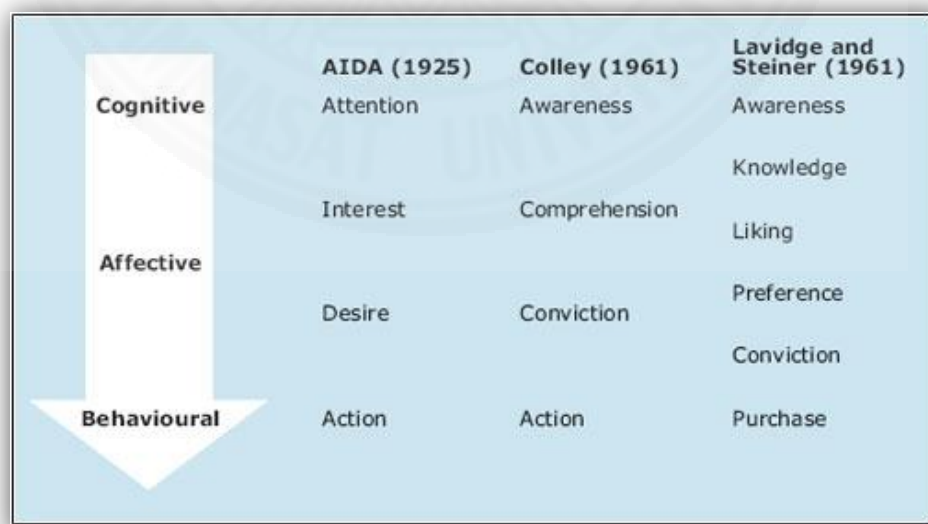 AIDA (1925) Colley (1961) Lavidge and
Steiner (1961)
Cognitive Attention Awareness Awareness
Knowledge
Interest Comprehension
Liking
Affective
Preference
Desire Conviction
Conviction
Behavioural Action Action Purchase